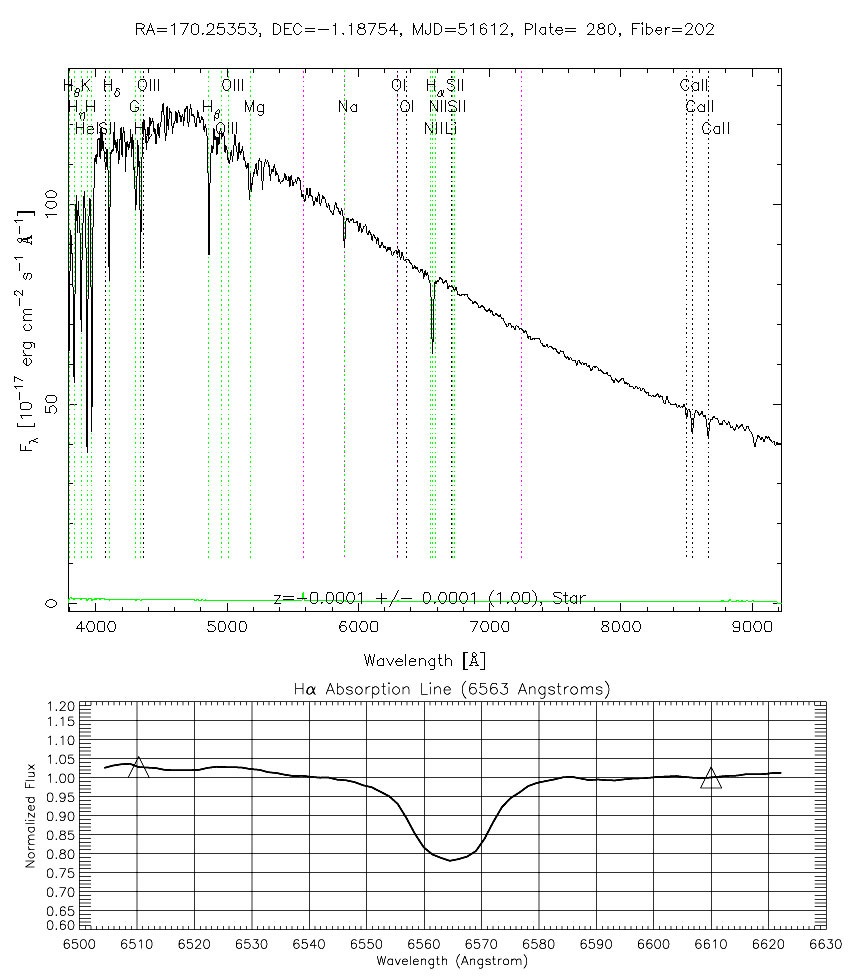 RA=170.25353, DEC=−1.18754, MJD=51612, Plate= 280, Fiber=202
H K H OIII OIII OI H SII CaII
θ δ α
H H G H Mg Na OI NII SII CaII
η β
HeI SII H OIII NII Li CaII
γ
100
50
0
F λ [10−17 erg cm−2 s−1 Å−1]
z=−0.0001 +/− 0.0001 (1.00), Star
4000 5000 6000 7000 8000 9000
Wavelength [Å]
Hα Absorption Line (6563 Angstroms)
1.20
1.15
1.10
1.05
1.00
0.95
0.90
0.85
0.80
0.75
0.70
0.65
0.60
Normalized Flux
6500 6510 6520 6530 6540 6550 6560 6570 6580 6590 6600 6610 6620 6630
Wavelength (Angstrom)